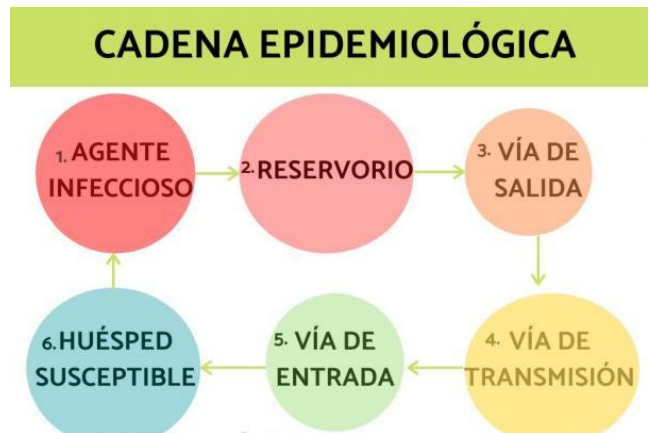 CADENA EPIDEMIOLÓGICA
1. AGENTE
INFECCIOSO
2. RESERVORIO
3. VÍA DE
SALIDA
4. VÍA DE
TRANSMISIÓN
5. VÍA DE
ENTRADA
6. HUÉSPED
SUSCEPTIBLE